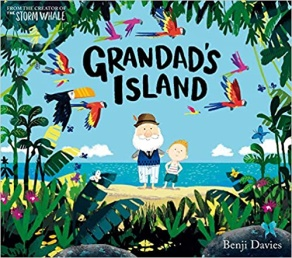 FROM THE CREATOR OF
THE STORM WHALE
GRANDAD'S
ISLAND
Benji Davies